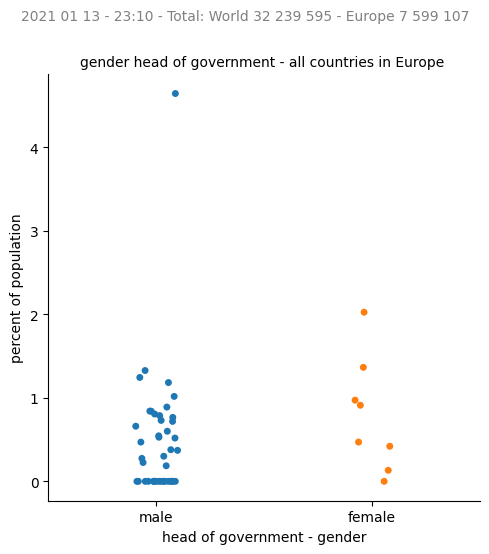 2021 01 13 - 23:10 - Total: World 32 239 595 - Europe 7 599 107
gender head of government - all countries in Europe
percent of population
4
3
2
1
0
male
female
head of government - gender